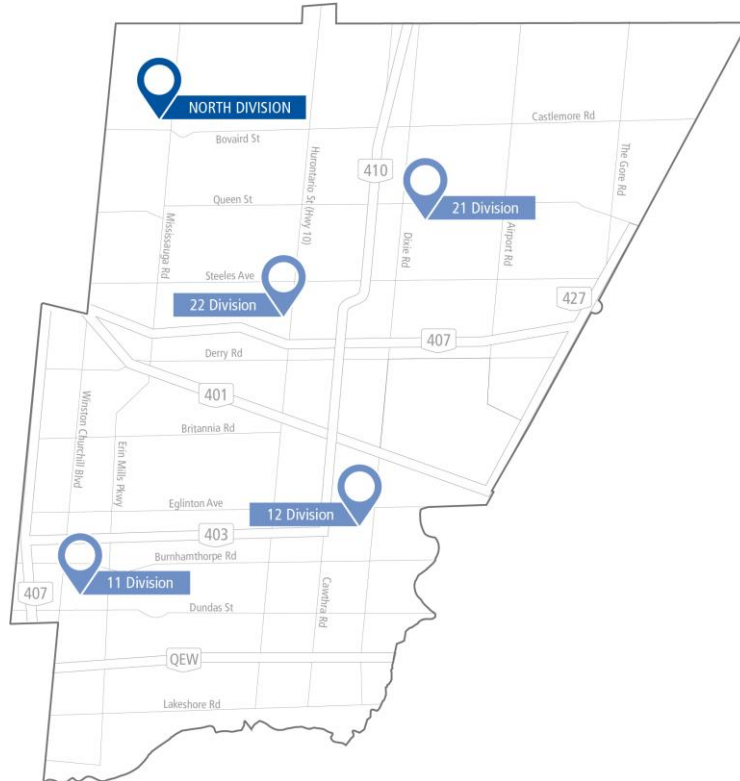 NORTH DIVISION
Castlemore Rd
Bovaird St
Hurontario St (Hwy 10)
410
The Gore Rd
Queen St
21 Division
Mississauga Rd
Dixie Rd
Airport Rd
Steeles Ave
22 Division
427
407
Derry Rd
401
Winston Churchill Blvd
Britannia Rd
Erin Mills Pkwy
Eglinton Ave
12 Division
403
Burnhamthorpe Rd
11 Division
407
Dundas St
Cawthra Rd
QEW
Lakeshore Rd